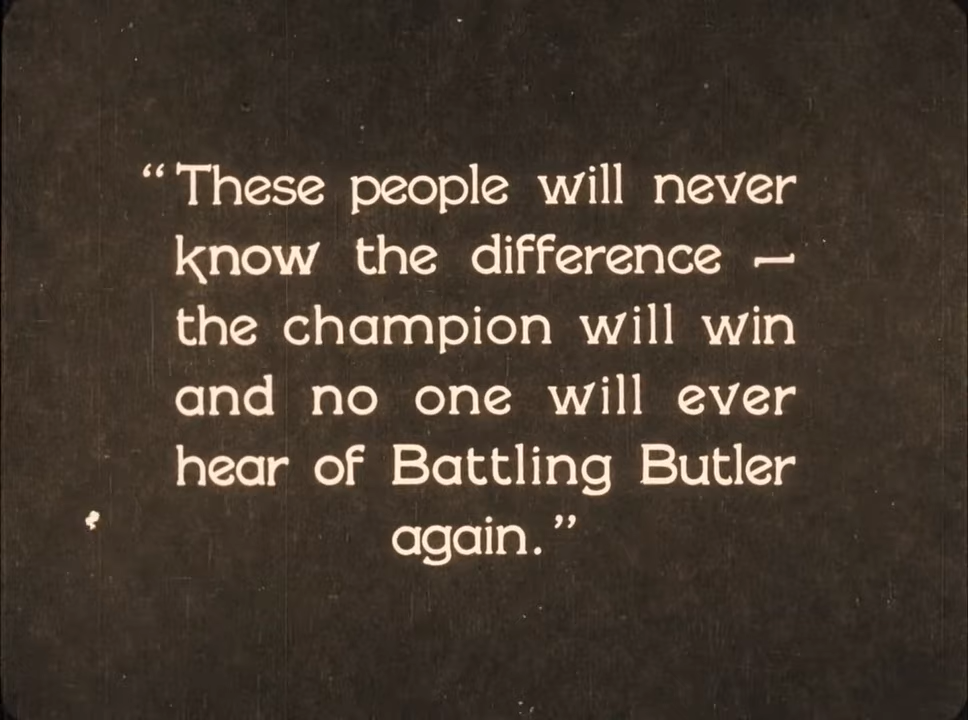 “These people will never
know the difference —
the champion will win
and no one will ever
hear of Battling Butler
again.”